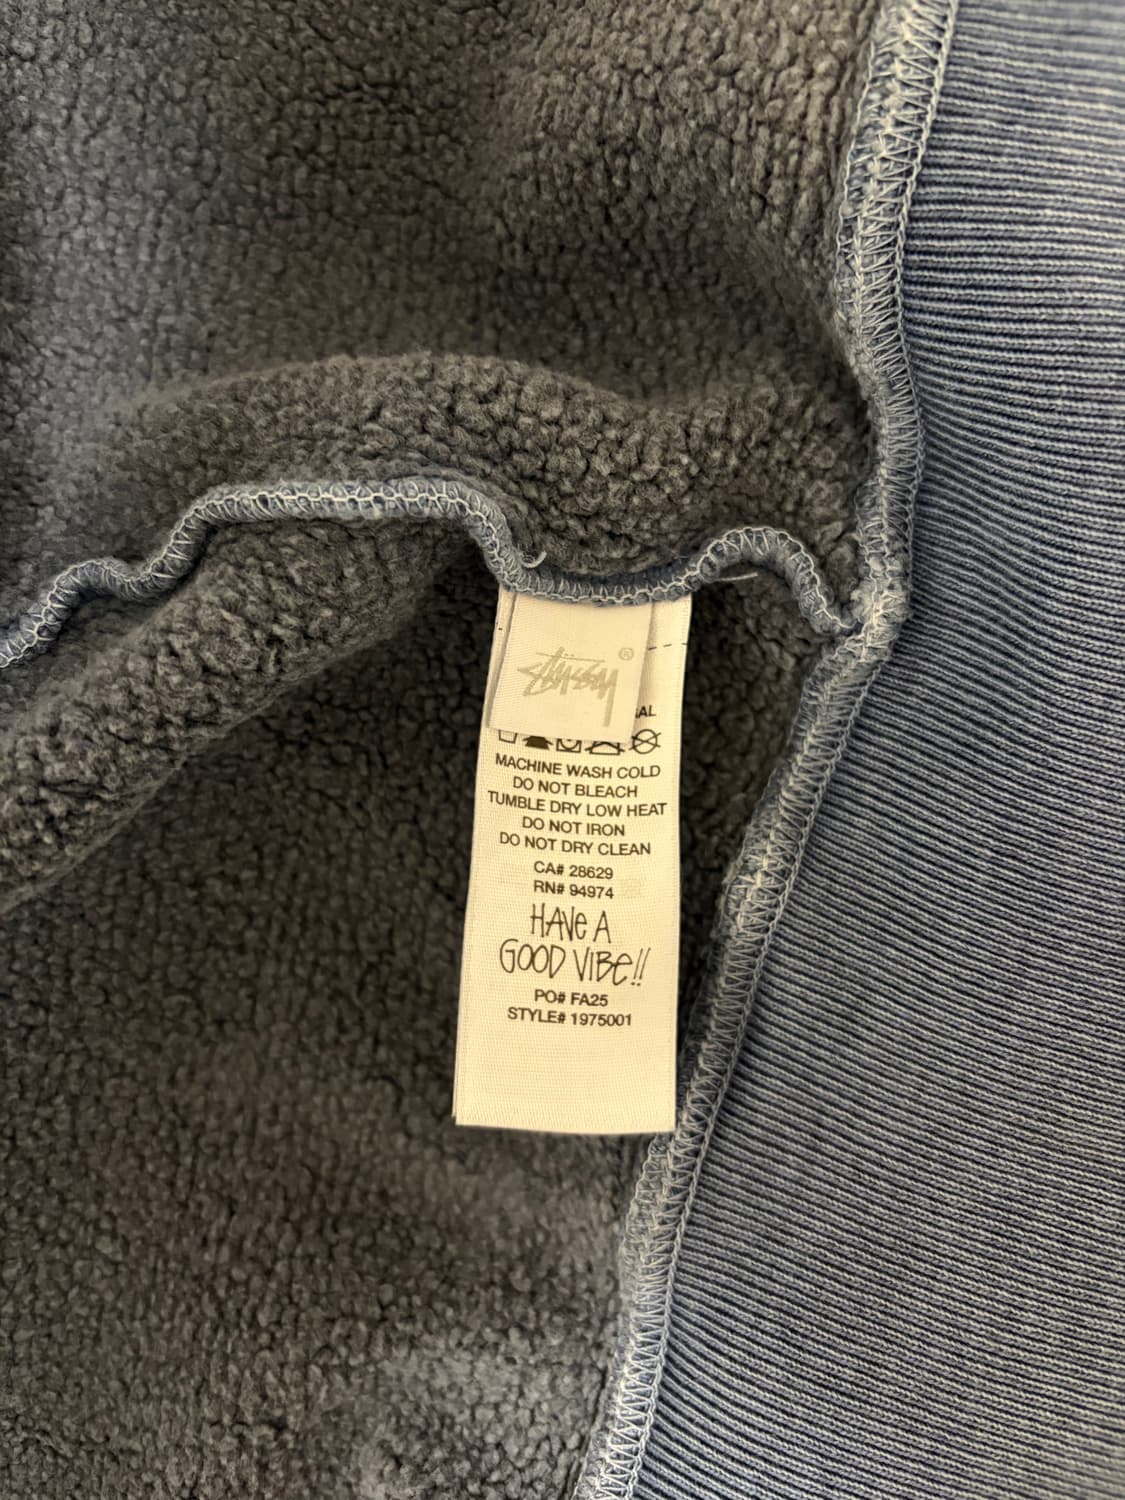 STÜSSY ®
MACHINE WASH COLD
DO NOT BLEACH
TUMBLE DRY LOW HEAT
DO NOT IRON
DO NOT DRY CLEAN
CA# 28629
RN# 94974
HAVE A
GOOD VIBE!!
PO# FA25
STYLE# 1975001